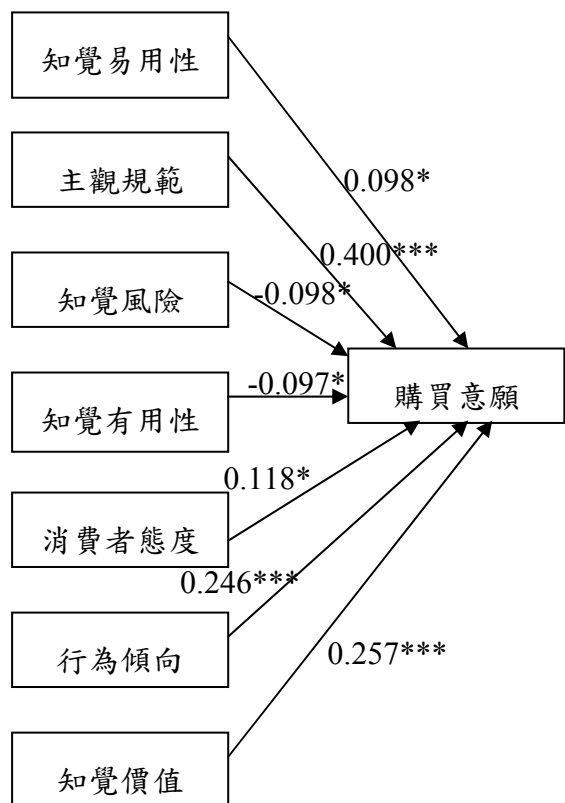 知覺易用性
0.098*
主觀規範
0.400***
知覺風險
-0.098*
知覺有用性
-0.097*
購買意願
消費者態度
0.118*
行為傾向
0.246***
知覺價值
0.257***